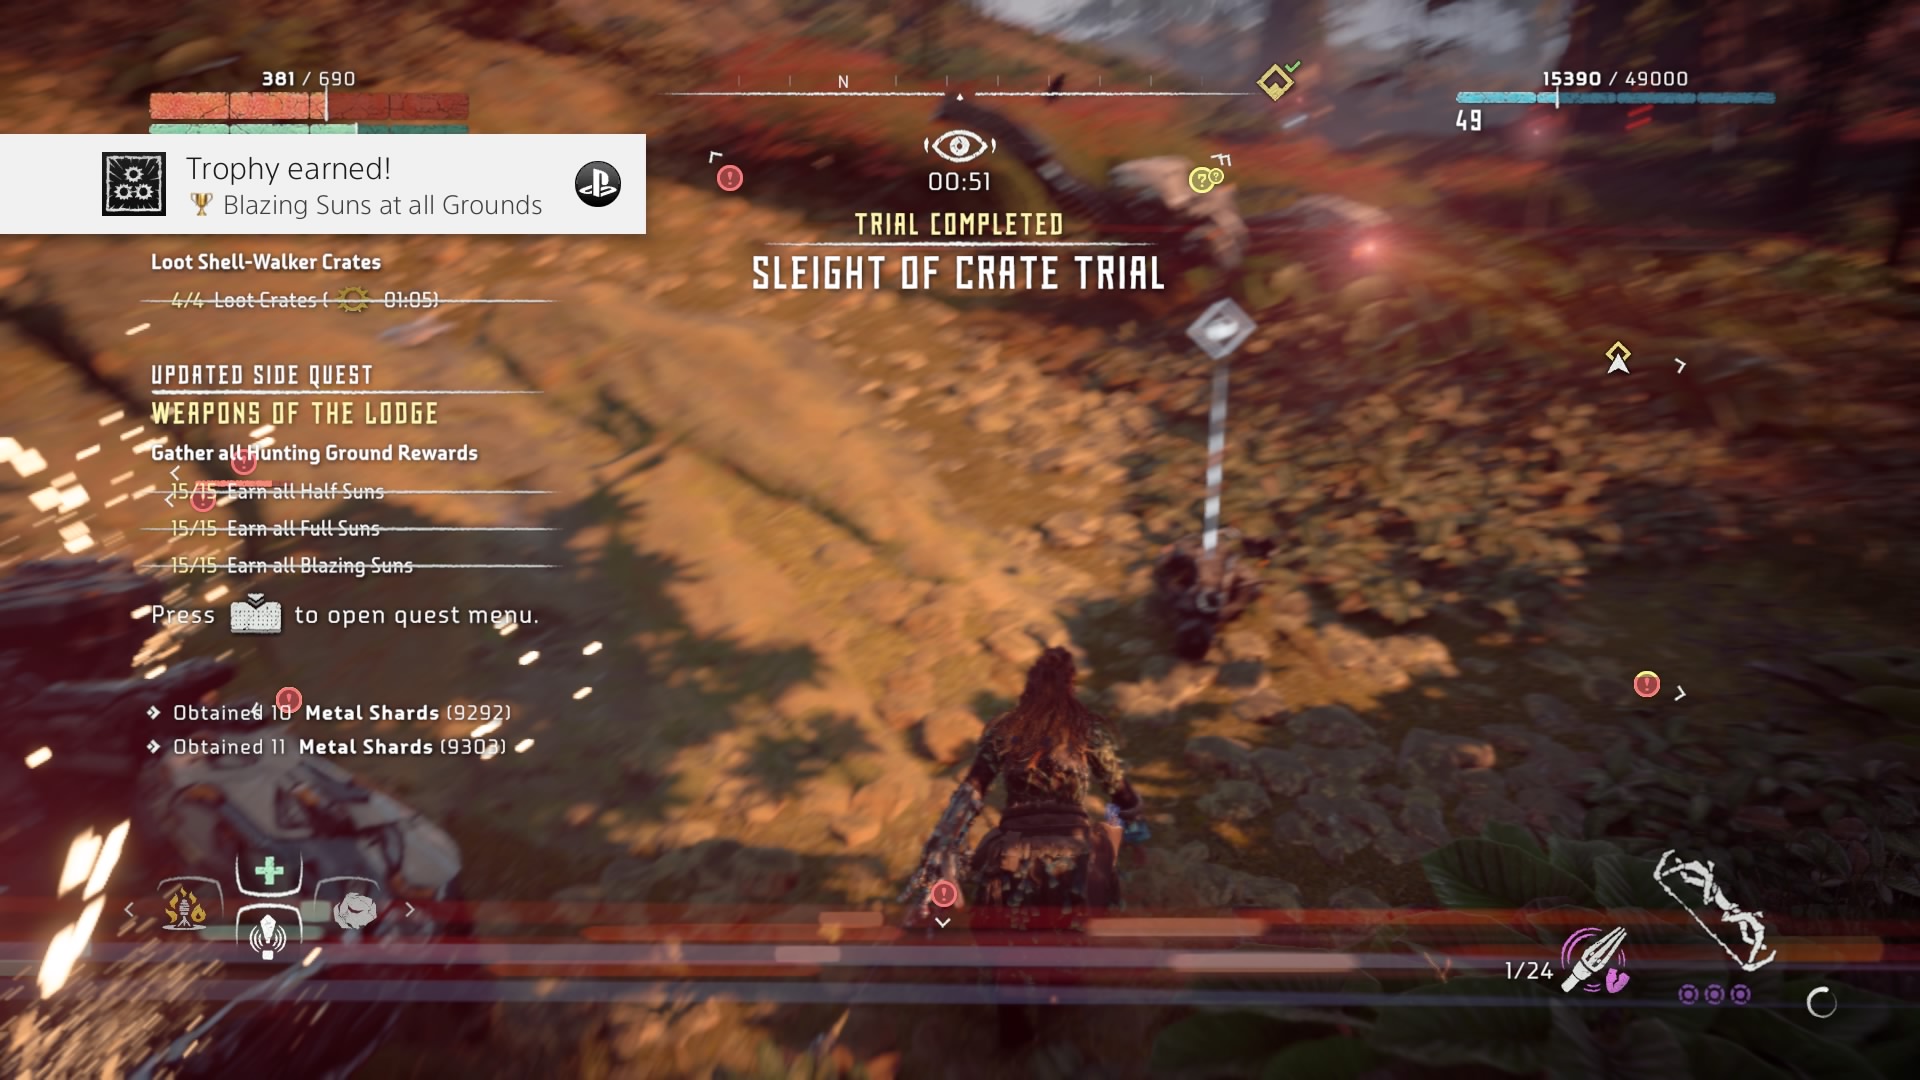 381 / 690
N
15390 / 49000
49
Trophy earned!
Blazing Suns at all Grounds
00:51
TRIAL COMPLETED
SLEIGHT OF CRATE TRIAL
Loot Shell-Walker Crates
4/4 Loot Crates ( 01:05)
UPDATED SIDE QUEST
WEAPONS OF THE LODGE
Gather all Hunting Ground Rewards
15/15 Earn all Half Suns
15/15 Earn all Full Suns
15/15 Earn all Blazing Suns
Press to open quest menu.
Obtained 10 Metal Shards (9292)
Obtained 11 Metal Shards (9303)
1/24